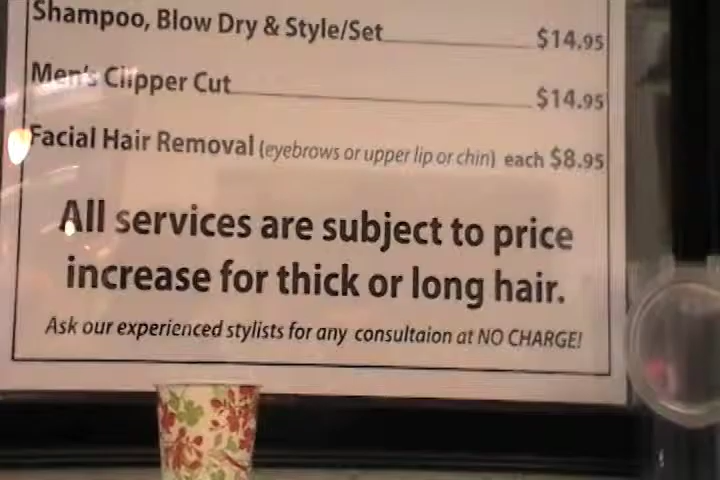 Shampoo, Blow Dry & Style/Set $14.95
Men's Clipper Cut $14.95
Facial Hair Removal (eyebrows or upper lip or chin) each $8.95
All services are subject to price
increase for thick or long hair.
Ask our experienced stylists for any consultaion at NO CHARGE!